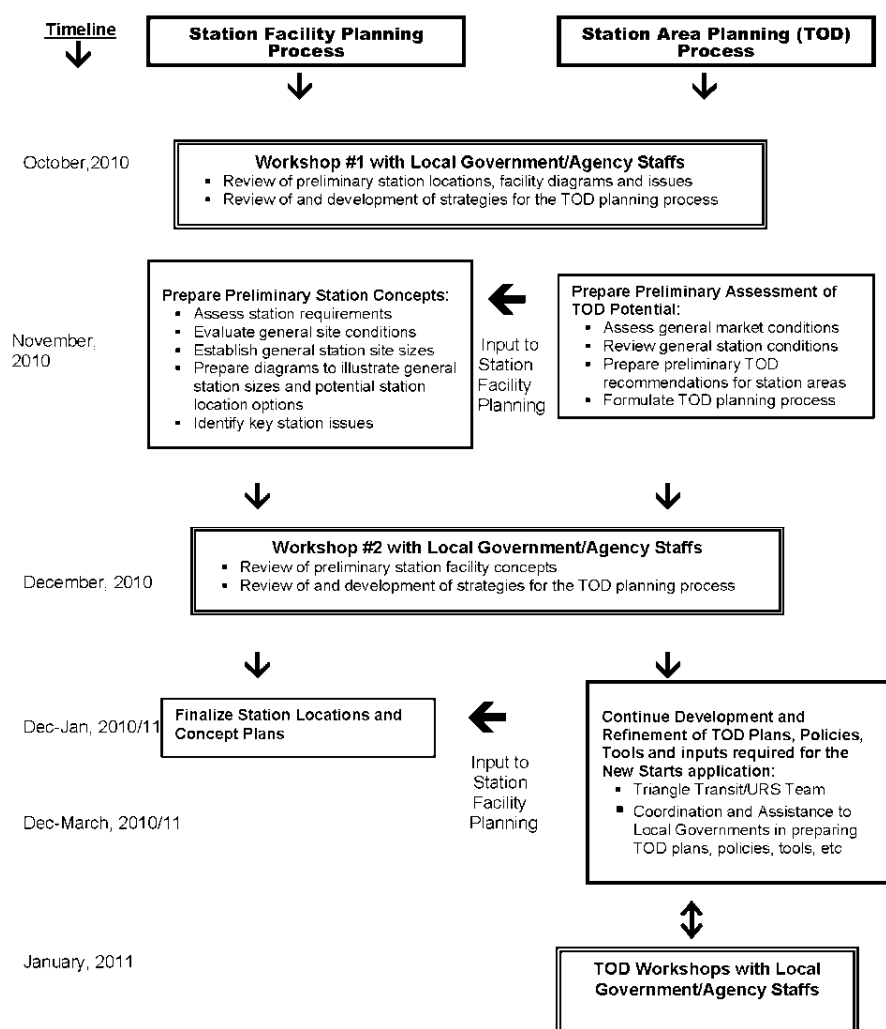 Timeline
Station Facility Planning
Process
Station Area Planning (TOD)
Process
October,2010
Workshop #1 with Local Government/Agency Staffs
▪ Review of preliminary station locations, facility diagrams and issues
▪ Review of and development of strategies for the TOD planning process
November,
2010
Prepare Preliminary Station Concepts:
▪ Assess station requirements
▪ Evaluate general site conditions
▪ Establish general station site sizes
▪ Prepare diagrams to illustrate general
station sizes and potential station
location options
▪ Identify key station issues
Input to
Station
Facility
Planning
Prepare Preliminary Assessment of
TOD Potential:
▪ Assess general market conditions
▪ Review general station conditions
▪ Prepare preliminary TOD
recommendations for station areas
▪ Formulate TOD planning process
December, 2010
Workshop #2 with Local Government/Agency Staffs
▪ Review of preliminary station facility concepts
▪ Review of and development of strategies for the TOD planning process
Dec-Jan, 2010/11
Finalize Station Locations and
Concept Plans
Input to
Station
Facility
Planning
Continue Development and
Refinement of TOD Plans, Policies,
Tools and inputs required for the
New Starts application:
▪ Triangle Transit/URS Team
▪ Coordination and Assistance to
Local Governments in preparing
TOD plans, policies, tools, etc
Dec-March, 2010/11
January, 2011
TOD Workshops with Local
Government/Agency Staffs